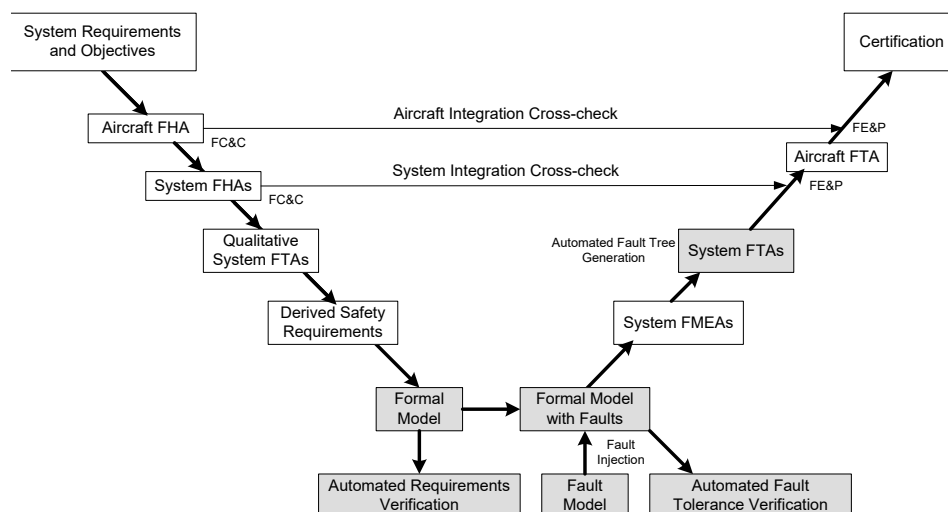 System Requirements
and Objectives
Certification
Aircraft Integration Cross-check
Aircraft FHA
FC&C
FE&P
Aircraft FTA
System Integration Cross-check
System FHAs
FC&C
FE&P
Qualitative
System FTAs
Automated Fault Tree
Generation
System FTAs
Derived Safety
Requirements
System FMEAs
Formal
Model
Formal Model
with Faults
Fault
Injection
Automated Requirements
Verification
Fault
Model
Automated Fault
Tolerance Verification